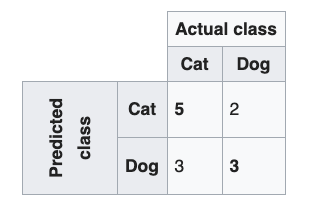 Actual class
Cat Dog
Predicted
class
Cat 5 2
Dog 3 3